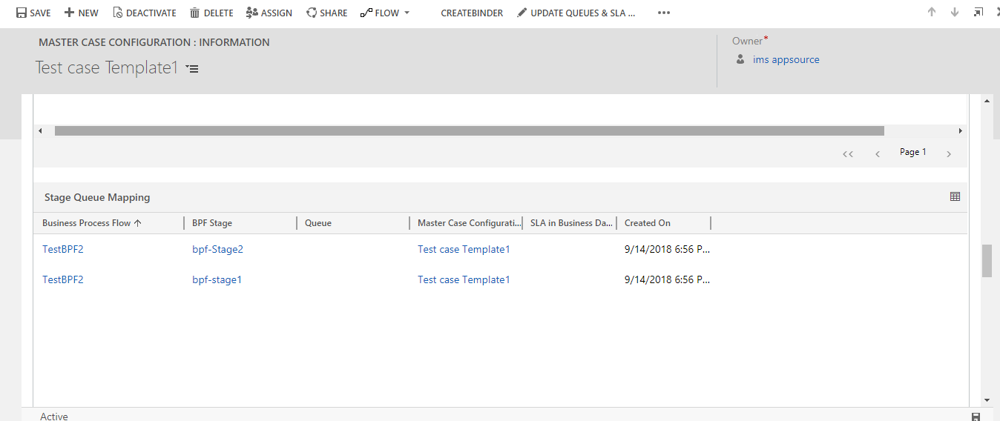 SAVE NEW DEACTIVATE DELETE ASSIGN SHARE FLOW CREATEBINDER UPDATE QUEUES & SLA ...
MASTER CASE CONFIGURATION : INFORMATION
Test case Template1
Owner*
ims appsource
Page 1
Stage Queue Mapping
Business Process Flow BPF Stage Queue Master Case Configurati... SLA in Business Da... Created On
TestBPF2 bpf-Stage2 Test case Template1 9/14/2018 6:56 P...
TestBPF2 bpf-stage1 Test case Template1 9/14/2018 6:56 P...
Active